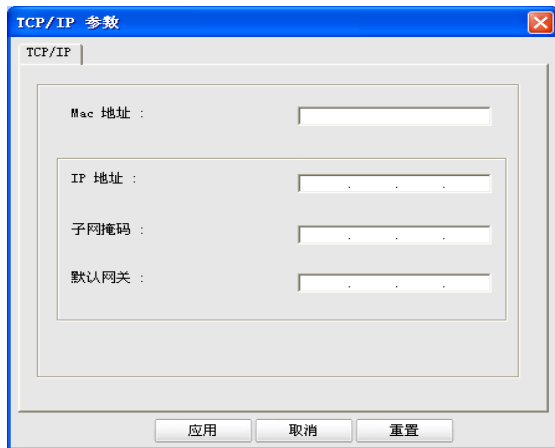 TCP/IP 参数
TCP/IP
Mac 地址 :
IP 地址 :
. . .
子网掩码 :
. . .
默认网关 :
. . .
应用 取消 重置